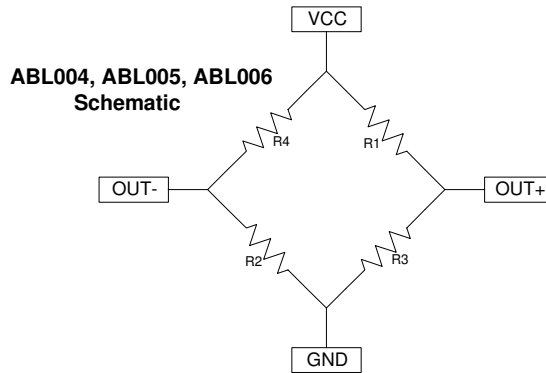 VCC
ABL004, ABL005, ABL006
Schematic
R4
R1
OUT-
OUT+
R2
R3
GND